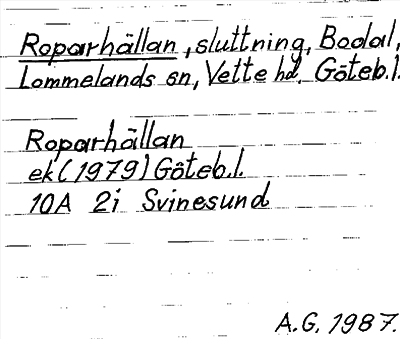 Roparhällan, sluttning, Bodal,
Lommelands sn, Vette hd, Göteb.l.
Roparhällan
ek (1979) Göteb.l.
10A 2i Svinesund
A.G. 1987.